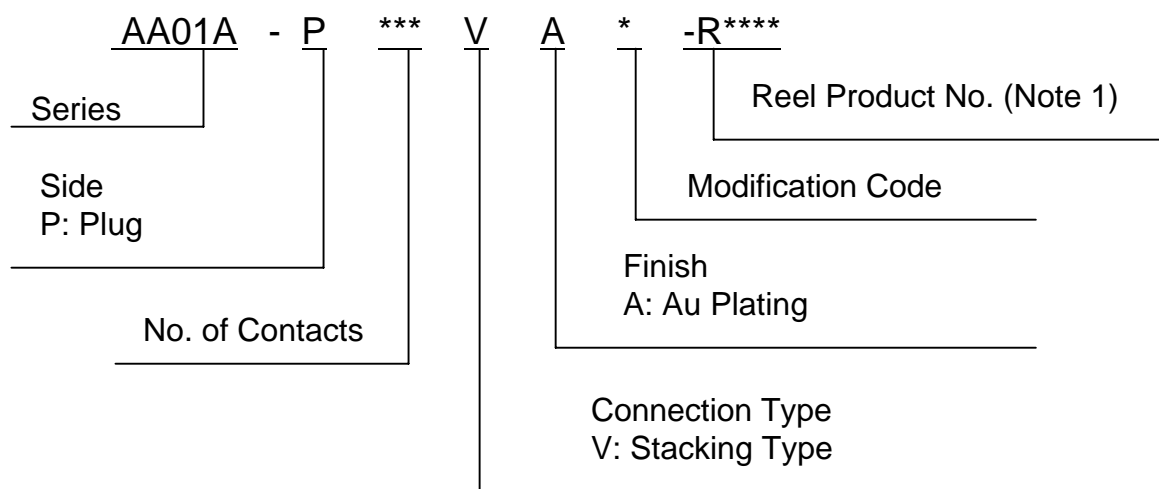 AA01A - P *** V A * -R****
Series
Reel Product No. (Note 1)
Side
P: Plug
Modification Code
Finish
A: Au Plating
No. of Contacts
Connection Type
V: Stacking Type